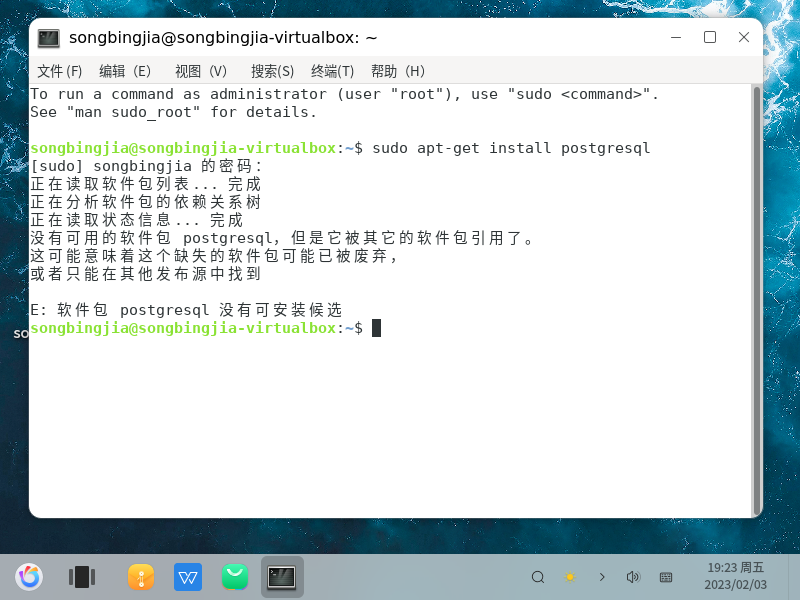 songbingjia@songbingjia-virtualbox: ~
文件 (F) 编辑（E） 视图（V） 搜索(S) 终端(T) 帮助（H）
To run a command as administrator (user "root"), use "sudo <command>".
See "man sudo_root" for details.
songbingjia@songbingjia-virtualbox:~$ sudo apt-get install postgresql
[sudo] songbingjia 的密码：
正在读取软件包列表... 完成
正在分析软件包的依赖关系树
正在读取状态信息... 完成
没有可用的软件包 postgresql，但是它被其它的软件包引用了。
这可能意味着这个缺失的软件包可能已被废弃，
或者只能在其他发布源中找到
E: 软件包 postgresql 没有可安装候选
songbingjia@songbingjia-virtualbox:~$
so
19:23 周五
2023/02/03